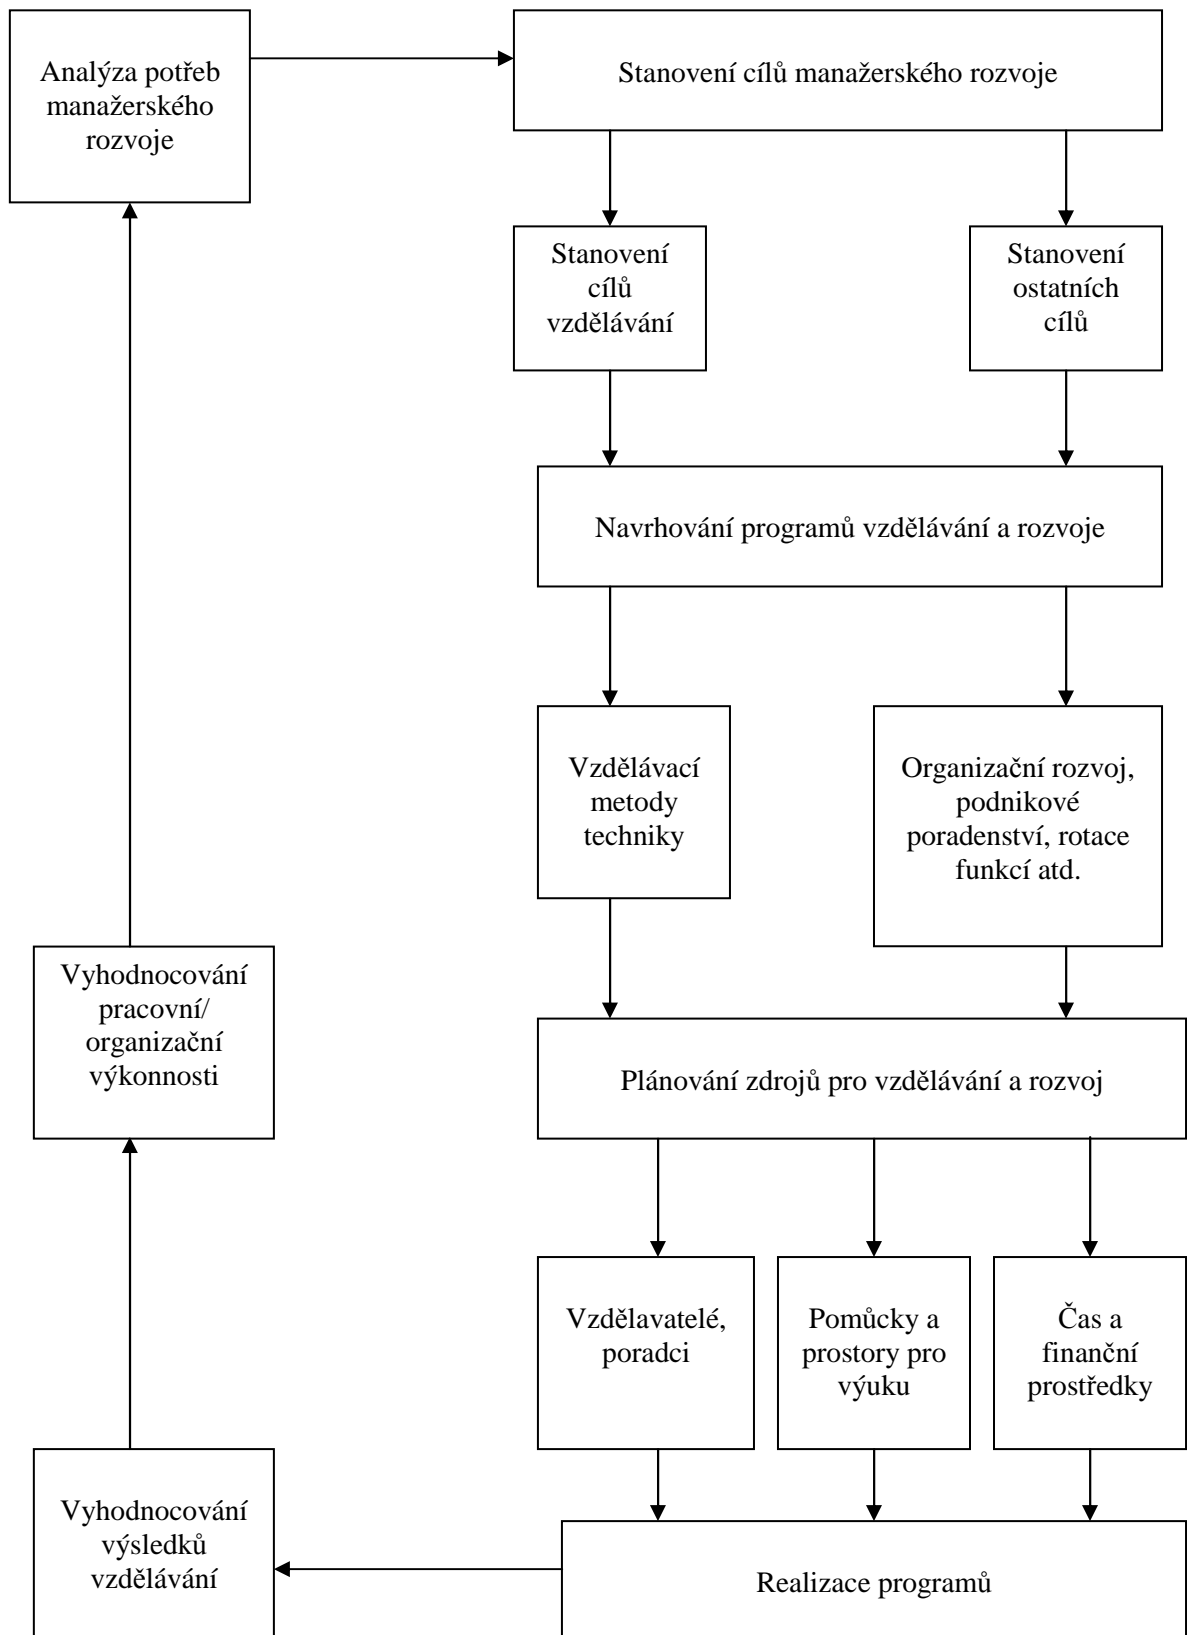 Analýza potřeb
manažerského
rozvoje
Stanovení cílů manažerského rozvoje
Stanovení
cílů
vzdělávání
Stanovení
ostatních
cílů
Navrhování programů vzdělávání a rozvoje
Vzdělávací
metody
techniky
Organizační rozvoj,
podnikové
poradenství, rotace
funkcí atd.
Vyhodnocování
pracovní/
organizační
výkonnosti
Plánování zdrojů pro vzdělávání a rozvoj
Vzdělavatelé,
poradci
Pomůcky a
prostory pro
výuku
Čas a
finanční
prostředky
Vyhodnocování
výsledků
vzdělávání
Realizace programů